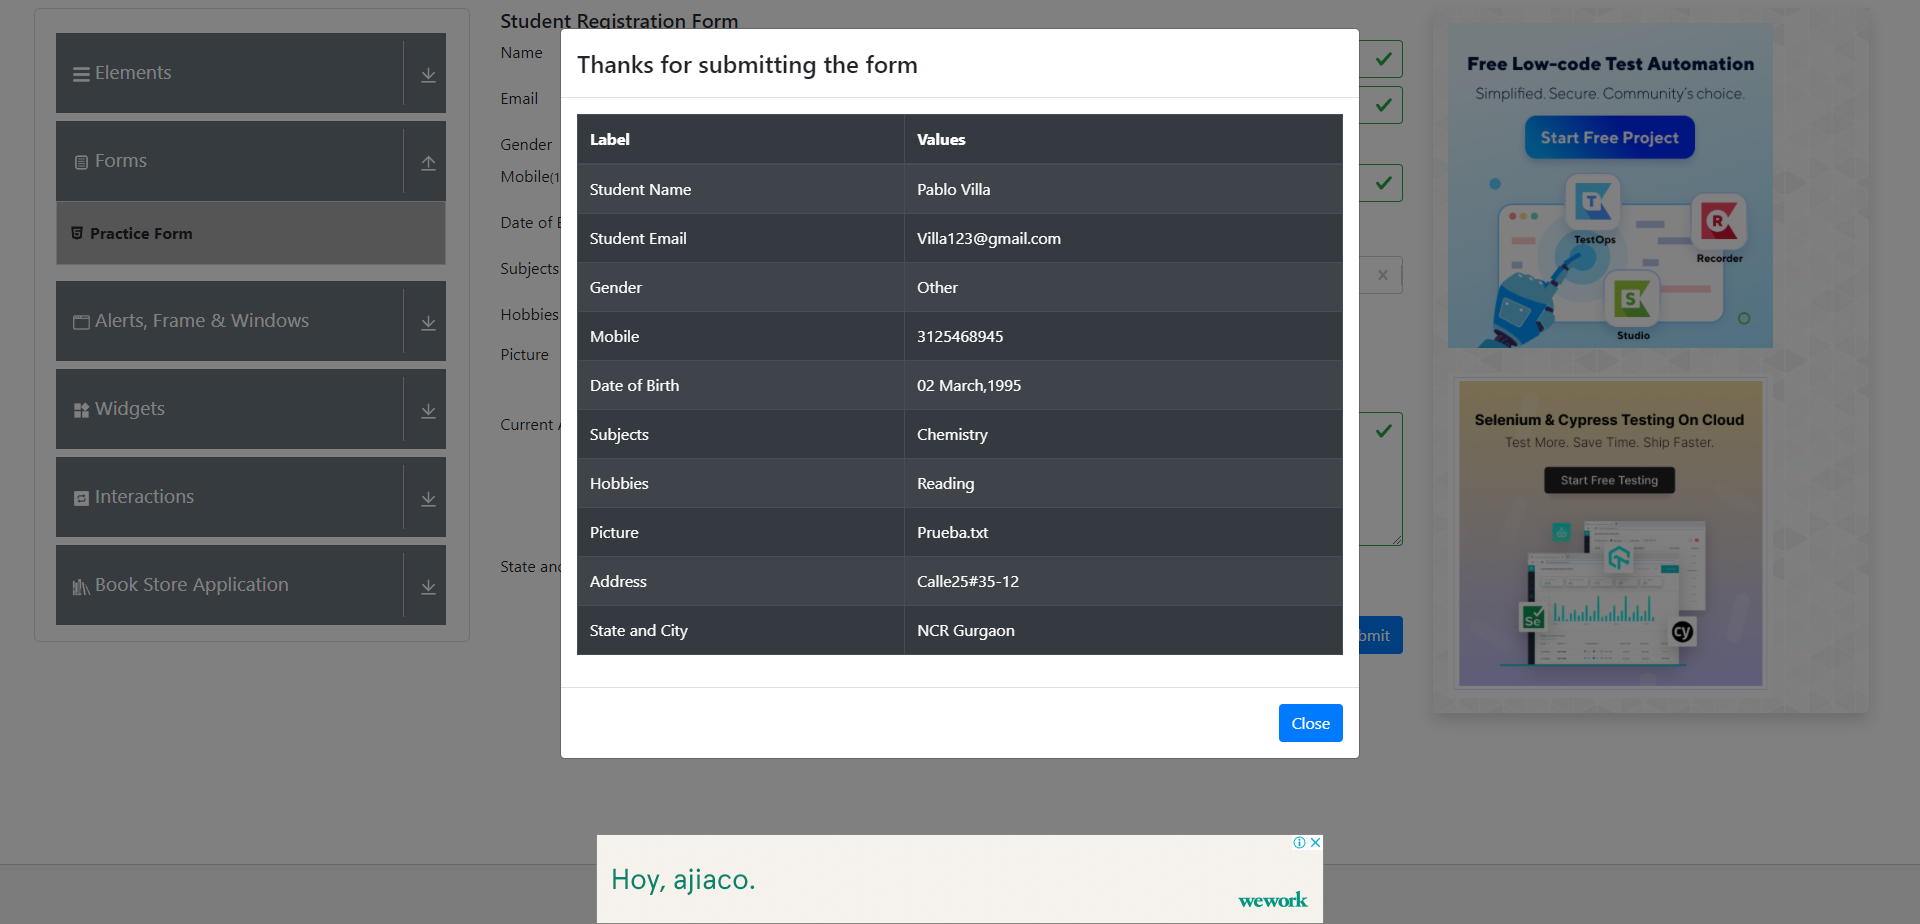 Elements
Forms
Practice Form
Alerts, Frame & Windows
Widgets
Interactions
Book Store Application
Student Registration Form
Name
Email
Gender
Mobile(1
Date of B
Subjects
Hobbies
Picture
Current A
State and
bmit
Thanks for submitting the form
Label Values
Student Name Pablo Villa
Student Email Villa123@gmail.com
Gender Other
Mobile 3125468945
Date of Birth 02 March,1995
Subjects Chemistry
Hobbies Reading
Picture Prueba.txt
Address Calle25#35-12
State and City NCR Gurgaon
Close
Free Low-code Test Automation
Simplified. Secure. Community's choice.
Start Free Project
TestOps
Recorder
Studio
Selenium & Cypress Testing On Cloud
Test More. Save Time. Ship Faster.
Start Free Testing
Se
cy
Hoy, ajiaco.
wework